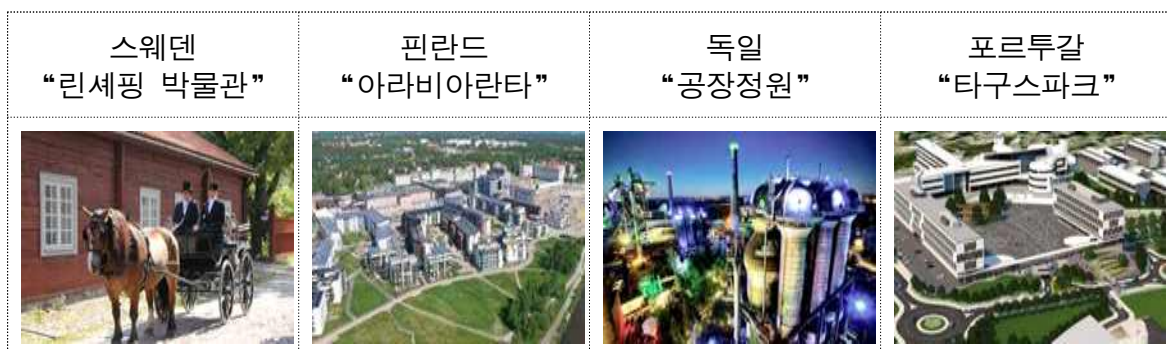 스웨덴
“린셰핑 박물관”
핀란드
“아라비아란타”
독일
“공장정원”
포르투갈
“타구스파크”